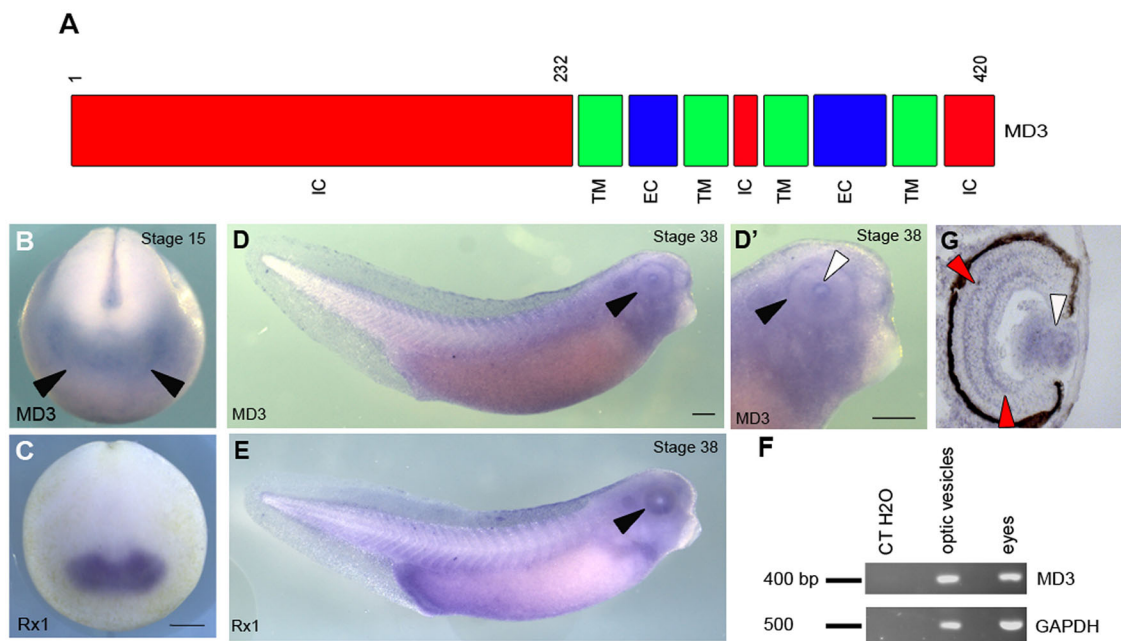 A
1
232
420
MD3
IC
TM
EC
TM
IC
TM
EC
TM
IC
B
Stage 15
MD3
D
Stage 38
MD3
D'
Stage 38
MD3
G
C
Rx1
E
Stage 38
Rx1
F
CT H2O
optic vesicles
eyes
400 bp
MD3
500
GAPDH